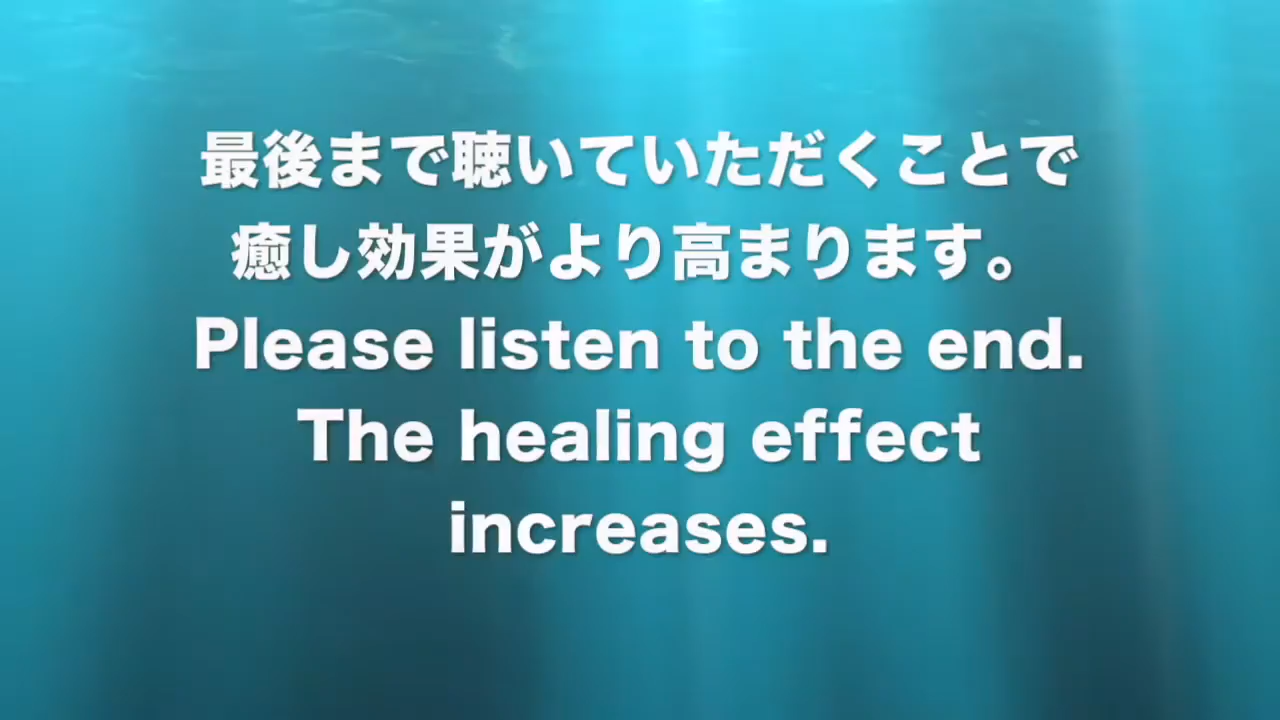 最後まで聴いていただくことで
癒し効果がより高まります。
Please listen to the end.
The healing effect
increases.